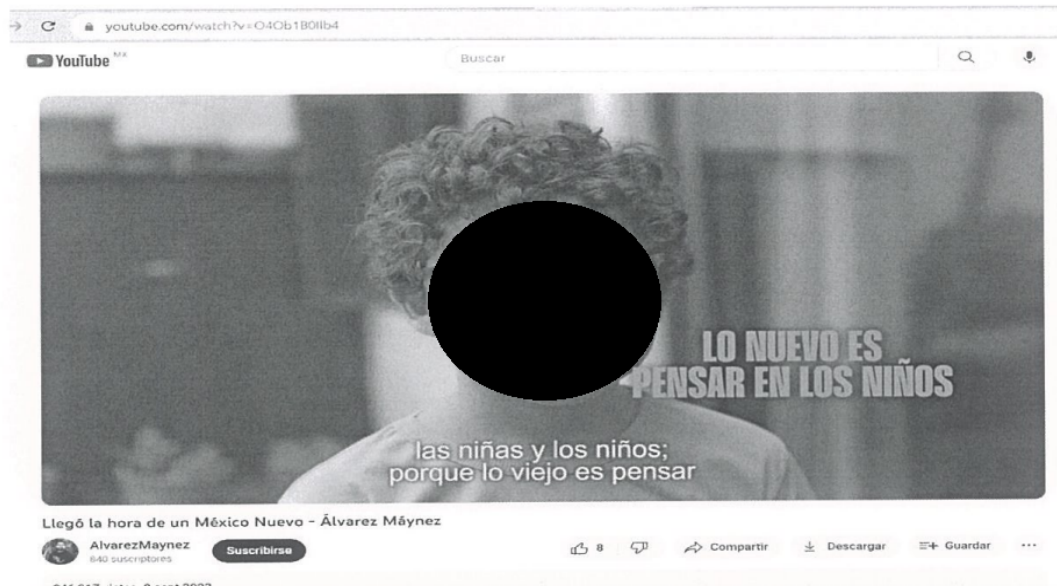 youtube.com/watch?v=O4Ob1B0IIb4
YouTube MX
Buscar
LO NUEVO ES
PENSAR EN LOS NIÑOS
las niñas y los niños;
porque lo viejo es pensar
Llegó la hora de un México Nuevo - Álvarez Máynez
AlvarezMaynez
640 suscriptores
Suscribirse
8
Compartir
Descargar
Guardar